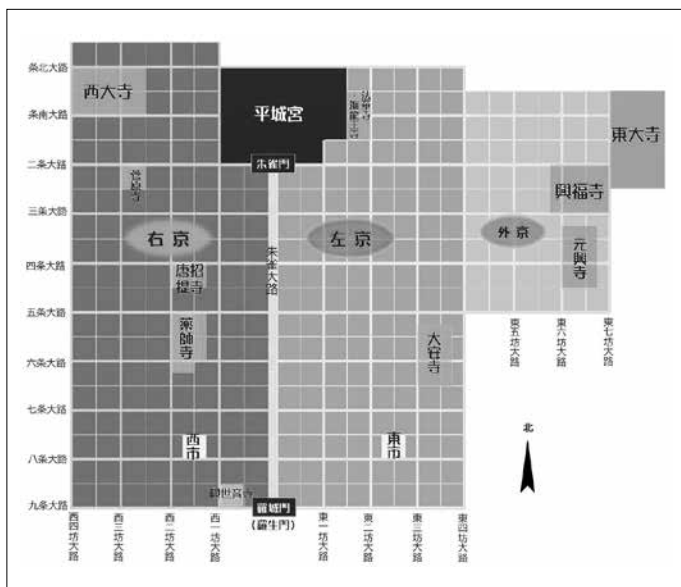 条北大路
条南大路
二条大路
三条大路
四条大路
五条大路
六条大路
七条大路
八条大路
九条大路
西大寺
平城宮
朱雀門
東大寺
興福寺
元興寺
右京
左京
外京
朱雀大路
唐招
提寺
薬師寺
大安寺
西市
東市
観世音寺
羅城門
(羅生門)
西四坊大路
西三坊大路
西二坊大路
西一坊大路
東一坊大路
東二坊大路
東三坊大路
東四坊大路
東五坊大路
東六坊大路
東七坊大路
北